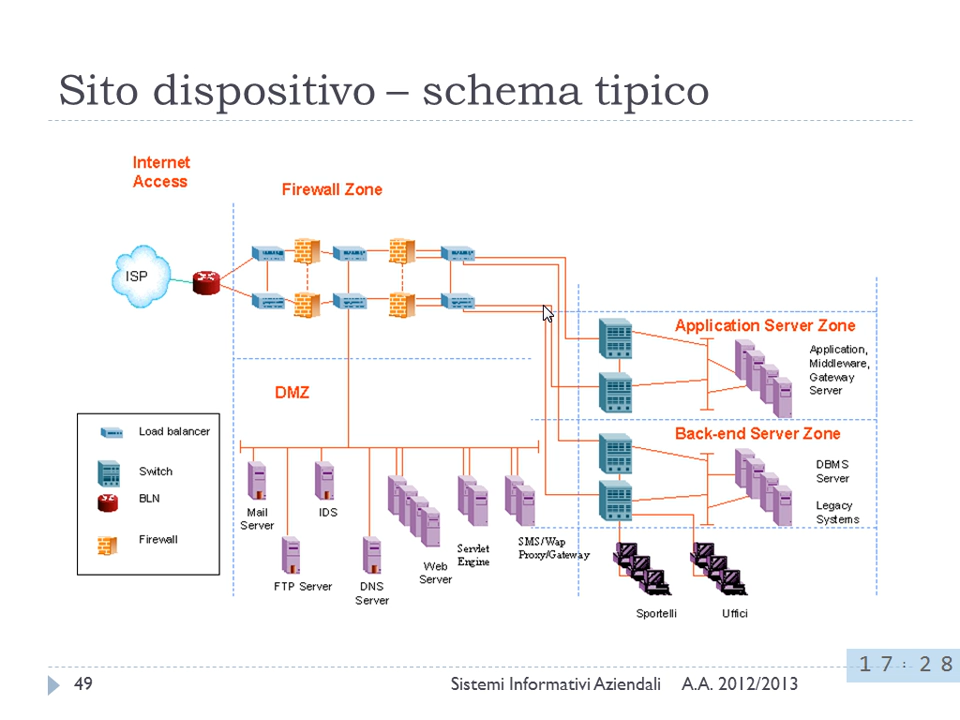 Sito dispositivo – schema tipico
Internet
Access
Firewall Zone
ISP
Application Server Zone
Application,
Middleware,
Gateway
Server
DMZ
Back-end Server Zone
DBMS
Server
Legacy
Systems
Load balancer
Switch
BLN
Firewall
Mail
Server
IDS
FTP Server
DNS
Server
Web
Server
Servlet
Engine
SMS/Wap
Proxy/Gateway
Sportelli
Uffici
49
Sistemi Informativi Aziendali
A.A. 2012/2013
17:28